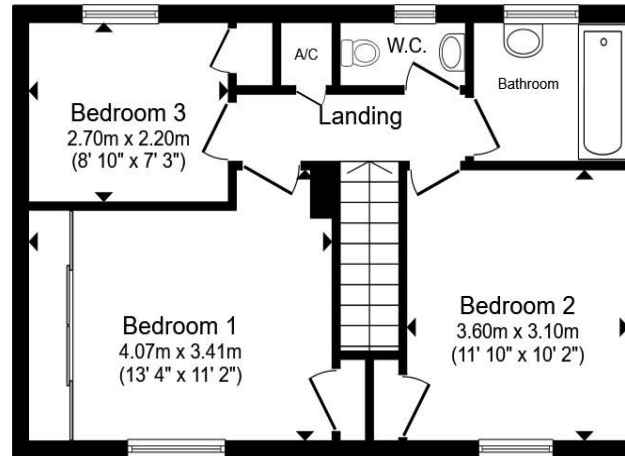 A/C
W.C.
Bathroom
Bedroom 3
2.70m x 2.20m
(8' 10" x 7' 3")
Landing
Bedroom 1
4.07m x 3.41m
(13' 4" x 11' 2")
Bedroom 2
3.60m x 3.10m
(11' 10" x 10' 2")